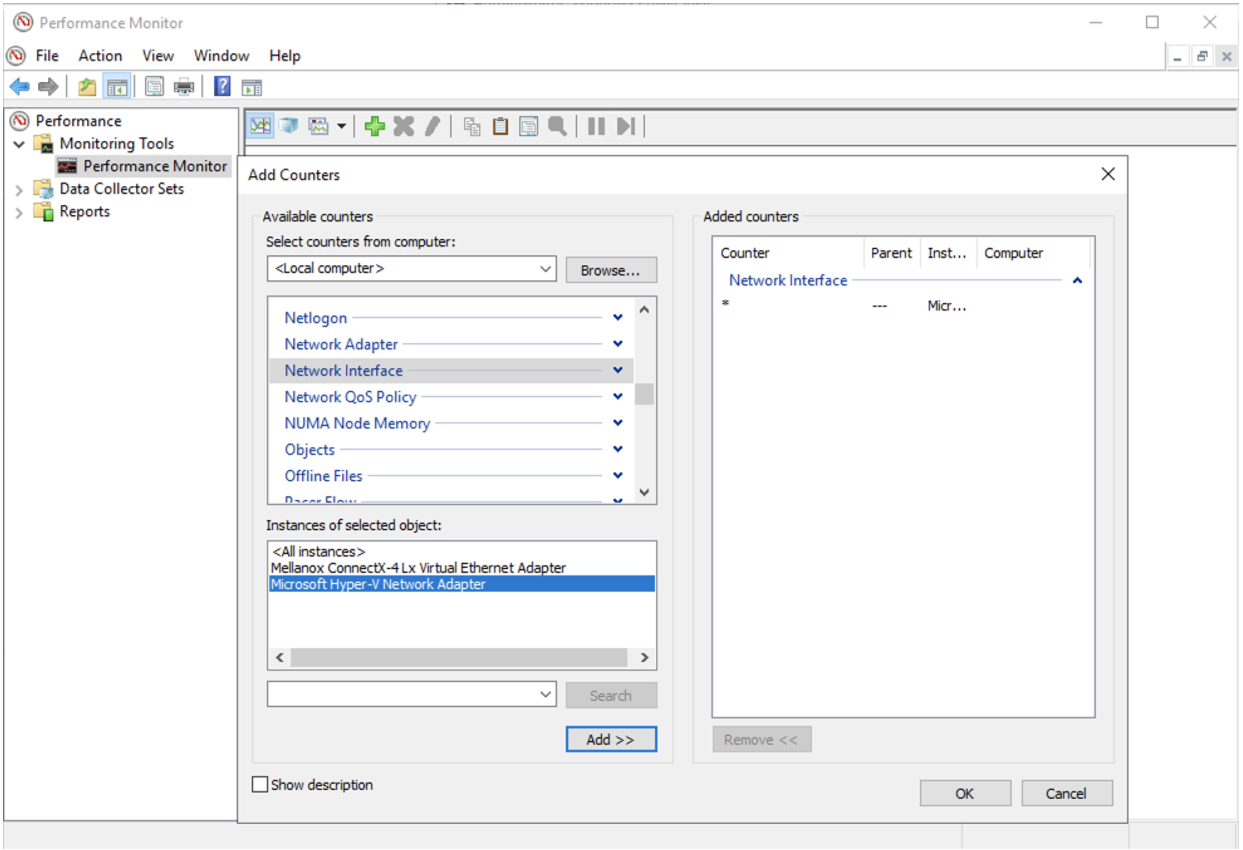 Performance Monitor
File Action View Window Help
Performance
Monitoring Tools
Performance Monitor
Data Collector Sets
Reports
Add Counters
Available counters
Select counters from computer:
<Local computer>
Browse...
Netlogon
Network Adapter
Network Interface
Network QoS Policy
NUMA Node Memory
Objects
Offline Files
Pacer Flow
Instances of selected object:
<All instances>
Mellanox ConnectX-4 Lx Virtual Ethernet Adapter
Microsoft Hyper-V Network Adapter
Search
Add >>
Show description
Added counters
Counter Parent Inst... Computer
Network Interface
* --- Micr...
Remove <<
OK Cancel